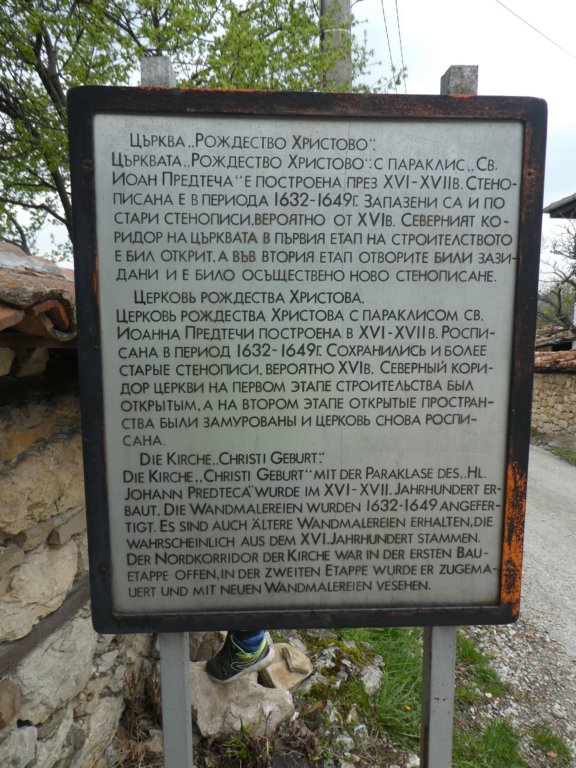 Църква „Рождество Христово":
Църквата „Рождество Христово": с параклис „Св.
Иоан Предтеча" е построена през XVI-XVIIв. Стено-
писана е в периода 1632-1649г. Запазени са и по
стари стенописи, вероятно от XVIв. Северният ко-
ридор на църквата в първия етап на строителството
е бил открит, а във втория етап отворите били зази-
дани и е било осъществено ново стенописане.
Церковь рождества Христова.
Церковь рождества Христова с параклисом св.
Иоанна Предтечи построена в XVI-XVIIв. Роспи-
сана в период 1632-1649г. Сохранились и более
старые стенописи, вероятно XVIв. Северный кори-
дор церкви на первом этапе строительства был
открытым, а на втором этапе открытые простран-
ства были замурованы и церковь снова роспи-
сана.
Die Kirche „Christi Geburt":
Die Kirche „Christi Geburt" mit der Paraklase des „Hl.
Johann Predteca" wurde im XVI-XVII. Jahrhundert er-
baut. Die Wandmalereien wurden 1632-1649 angefer-
tigt. Es sind auch ältere Wandmalereien erhalten, die
wahrscheinlich aus dem XVI. Jahrhundert stammen.
Der Nordkorridor der Kirche war in der ersten Bau-
etappe offen, in der zweiten Etappe wurde er zugema-
uert und mit neuen Wandmalereien vesehen.